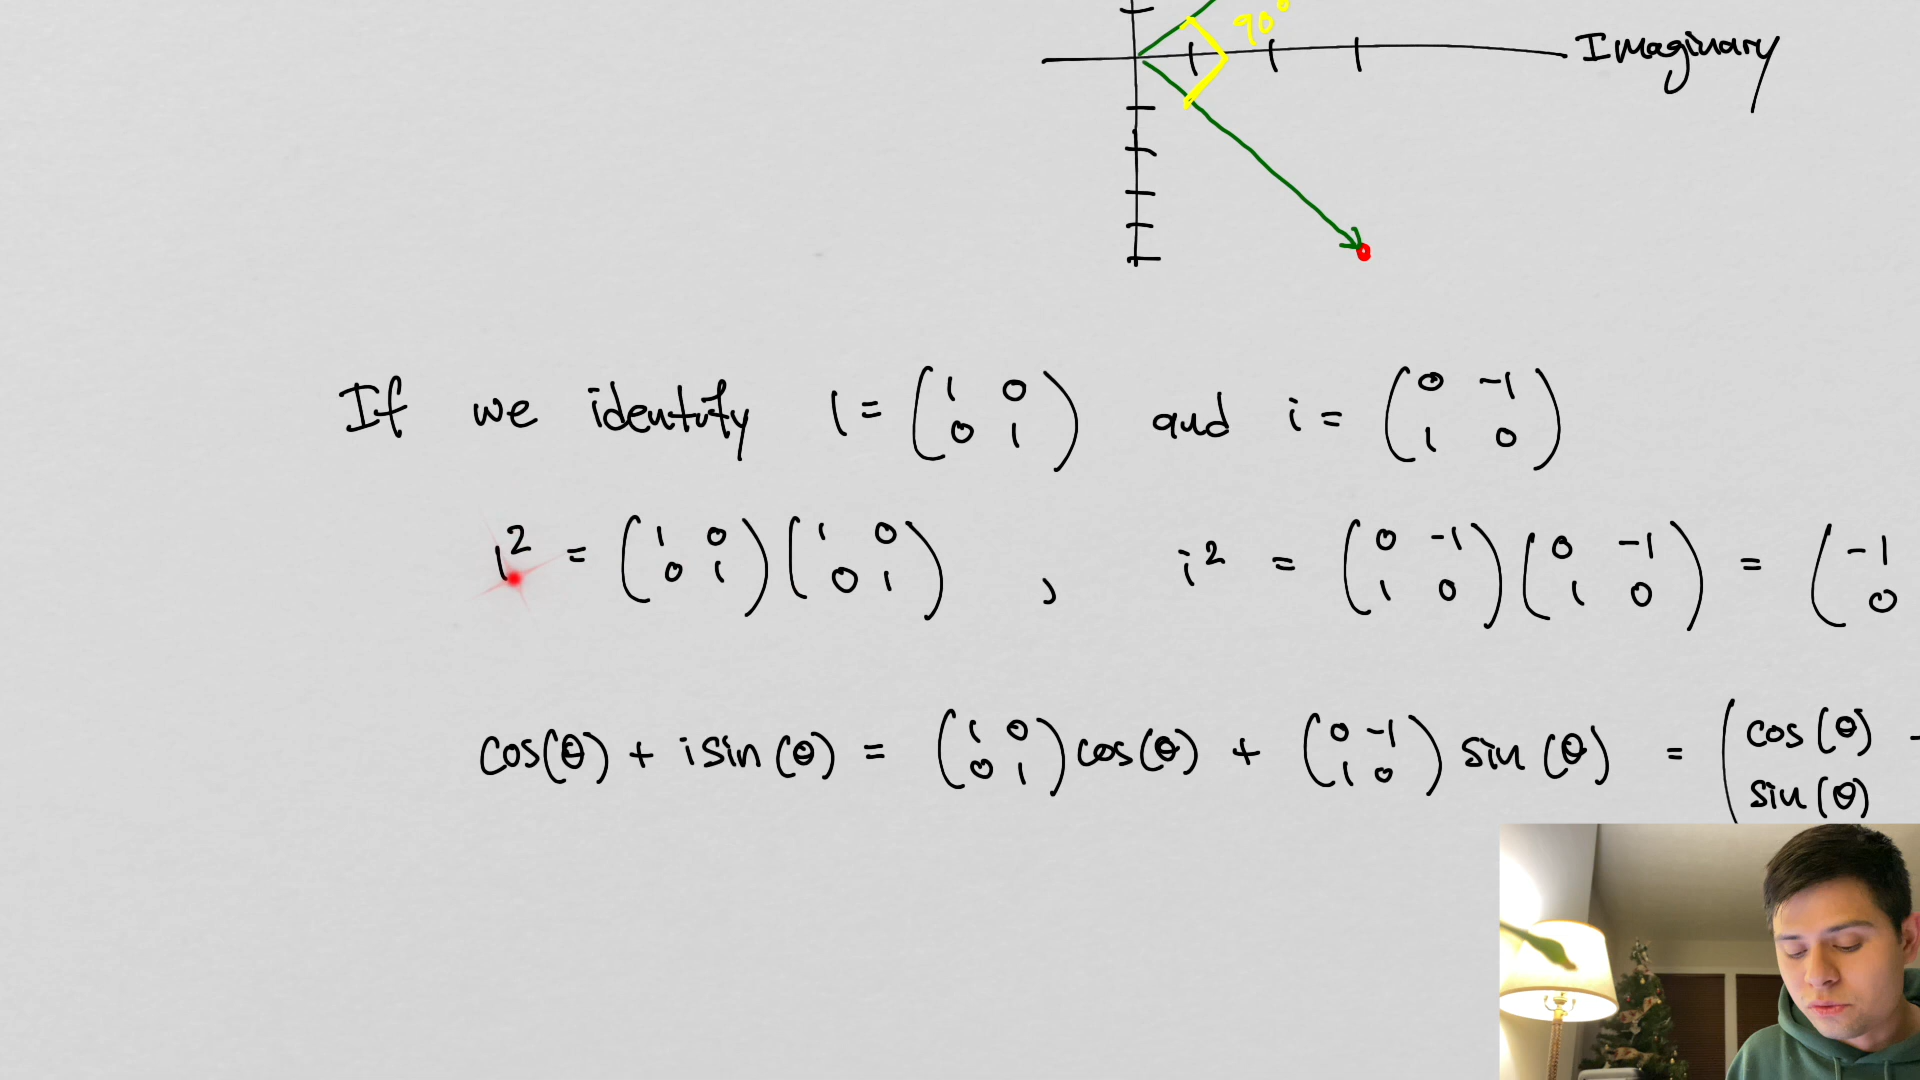 90°
Imaginary
If we identify 1 = (1 0 0 1) and i = (0 -1 1 0)
1² = (1 0 0 1)(1 0 0 1) , i² = (0 -1 1 0)(0 -1 1 0) = (-1 0
cos(θ) + i sin(θ) = (1 0 0 1) cos(θ) + (0 -1 1 0) sin(θ) = (cos(θ) - sin(θ)